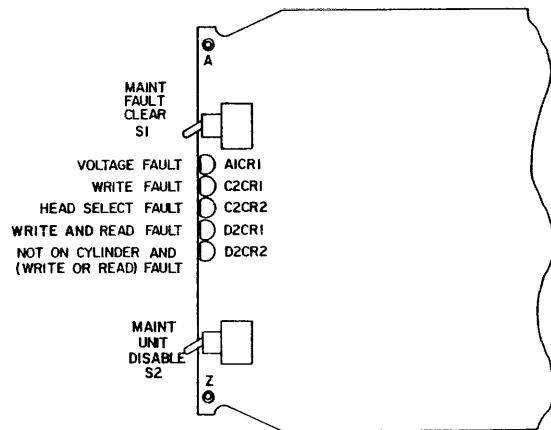 A
MAINT
FAULT
CLEAR
S1
VOLTAGE FAULT A1CR1
WRITE FAULT C2CR1
HEAD SELECT FAULT C2CR2
WRITE AND READ FAULT D2CR1
NOT ON CYLINDER AND D2CR2
(WRITE OR READ) FAULT
MAINT
UNIT
DISABLE
S2
Z